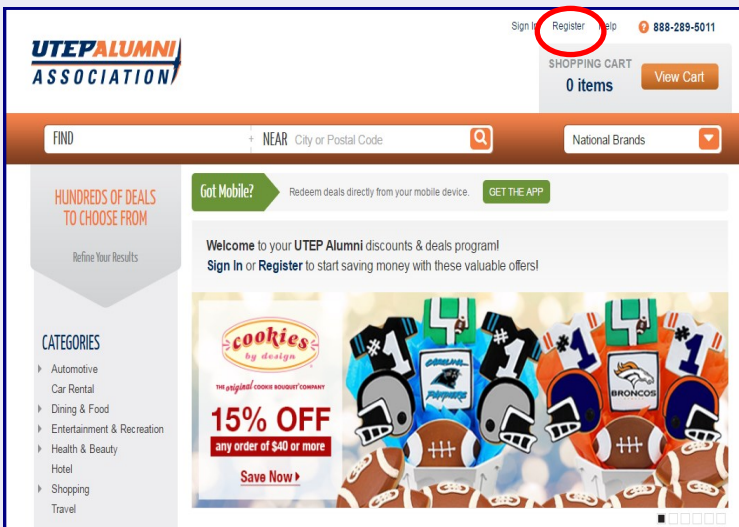 Sign In Register Help 888-289-5011
UTEP ALUMNI
ASSOCIATION
SHOPPING CART
0 items
View Cart
FIND
NEAR City or Postal Code
National Brands
HUNDREDS OF DEALS
TO CHOOSE FROM
Refine Your Results
Got Mobile?
Redeem deals directly from your mobile device.
GET THE APP
Welcome to your UTEP Alumni discounts & deals program!
Sign In or Register to start saving money with these valuable offers!
CATEGORIES
Automotive
Car Rental
Dining & Food
Entertainment & Recreation
Health & Beauty
Hotel
Shopping
Travel
cookies
by design
THE original COOKIE BOUQUET COMPANY
15% OFF
any order of $40 or more
Save Now
#1
#1
CAROLINA
PANTHERS
#1
#1
BRONCOS